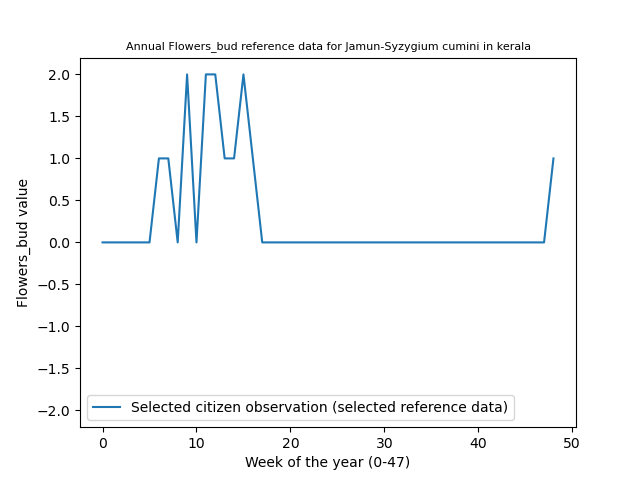 Annual Flowers_bud reference data for Jamun-Syzygium cumini in kerala
2.0
1.5
1.0
0.5
0.0
−0.5
−1.0
−1.5
−2.0
Flowers_bud value
Selected citizen observation (selected reference data)
0 10 20 30 40 50
Week of the year (0-47)